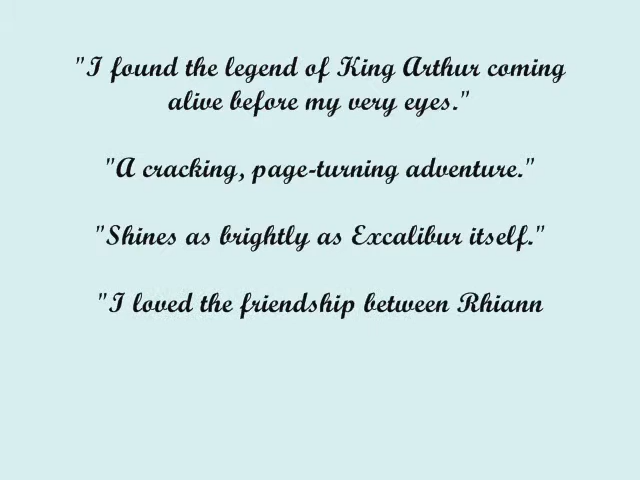 "I found the legend of King Arthur coming
alive before my very eyes."
"A cracking, page-turning adventure."
"Shines as brightly as Excalibur itself."
"I loved the friendship between Rhiann